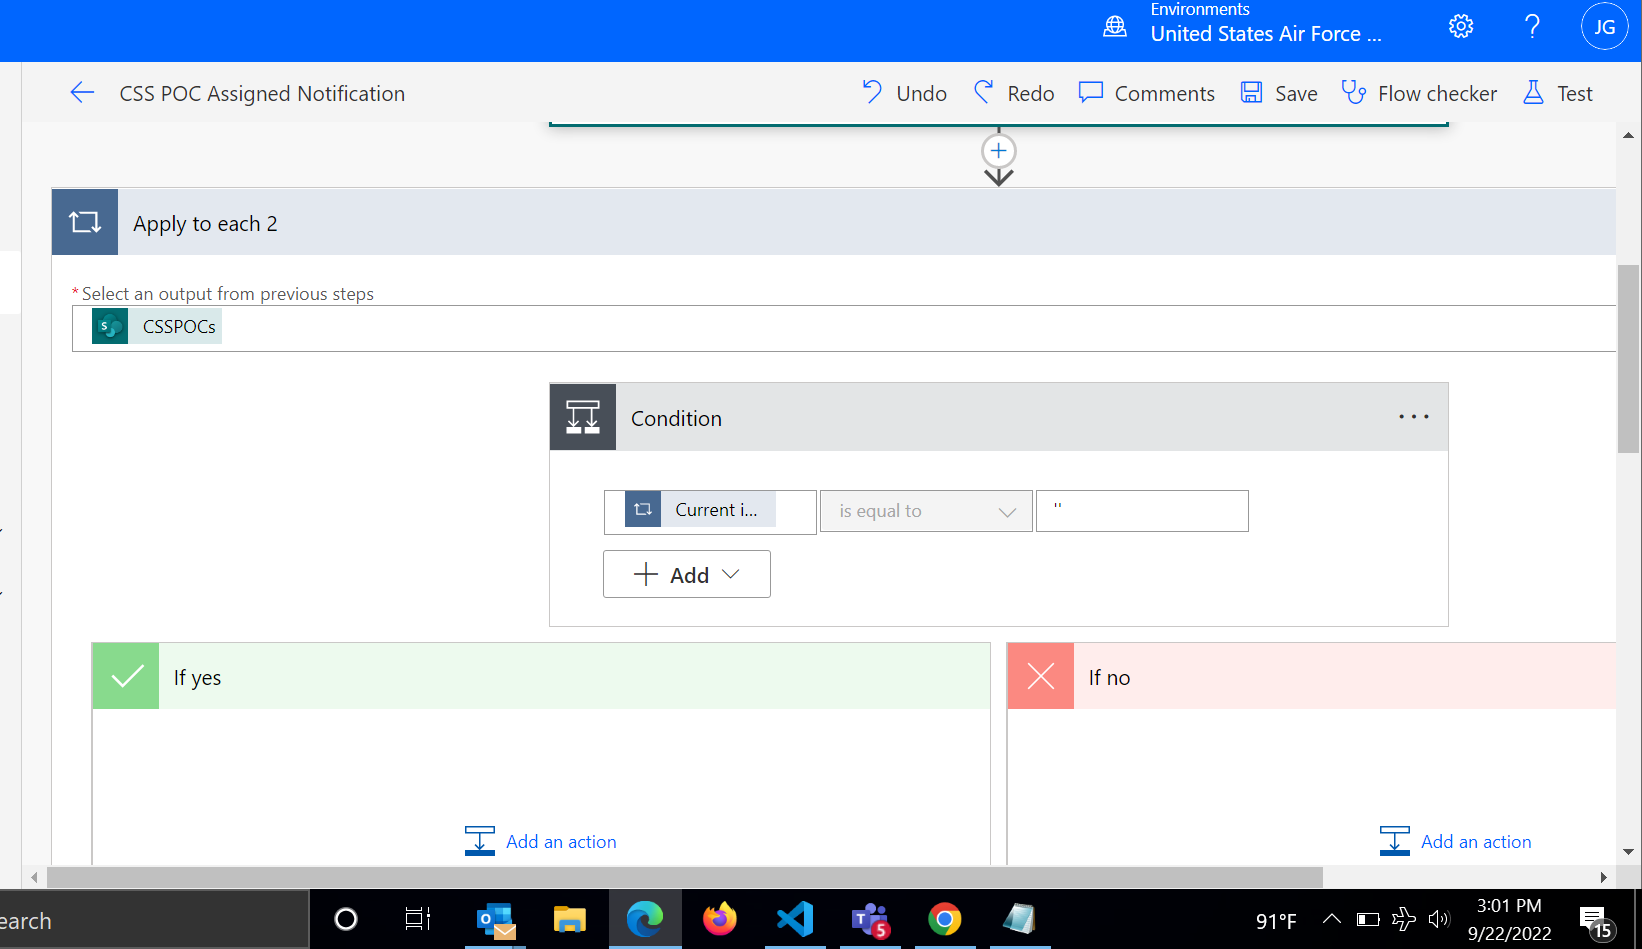 Environments
United States Air Force ...
JG
CSS POC Assigned Notification
Undo
Redo
Comments
Save
Flow checker
Test
Apply to each 2
* Select an output from previous steps
CSSPOCs
Condition
Current i...
is equal to
''
Add
If yes
If no
Add an action
Add an action
earch
5
91°F
3:01 PM
9/22/2022
15